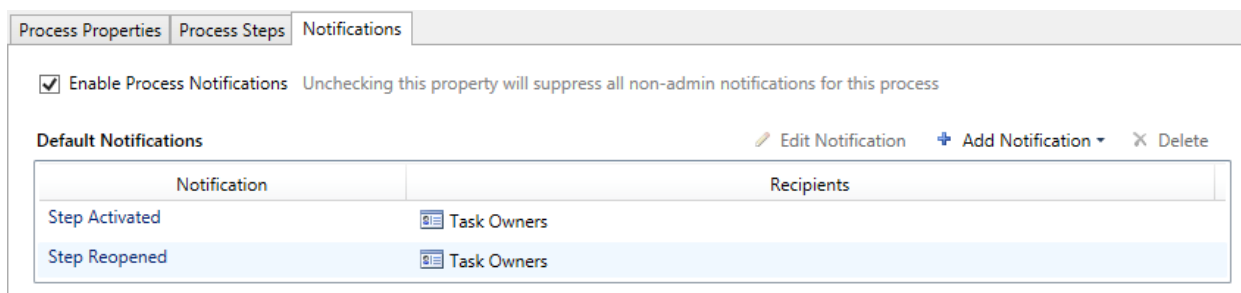 Process Properties Process Steps Notifications
Enable Process Notifications Unchecking this property will suppress all non-admin notifications for this process
Default Notifications Edit Notification Add Notification Delete
Notification Recipients
Step Activated Task Owners
Step Reopened Task Owners